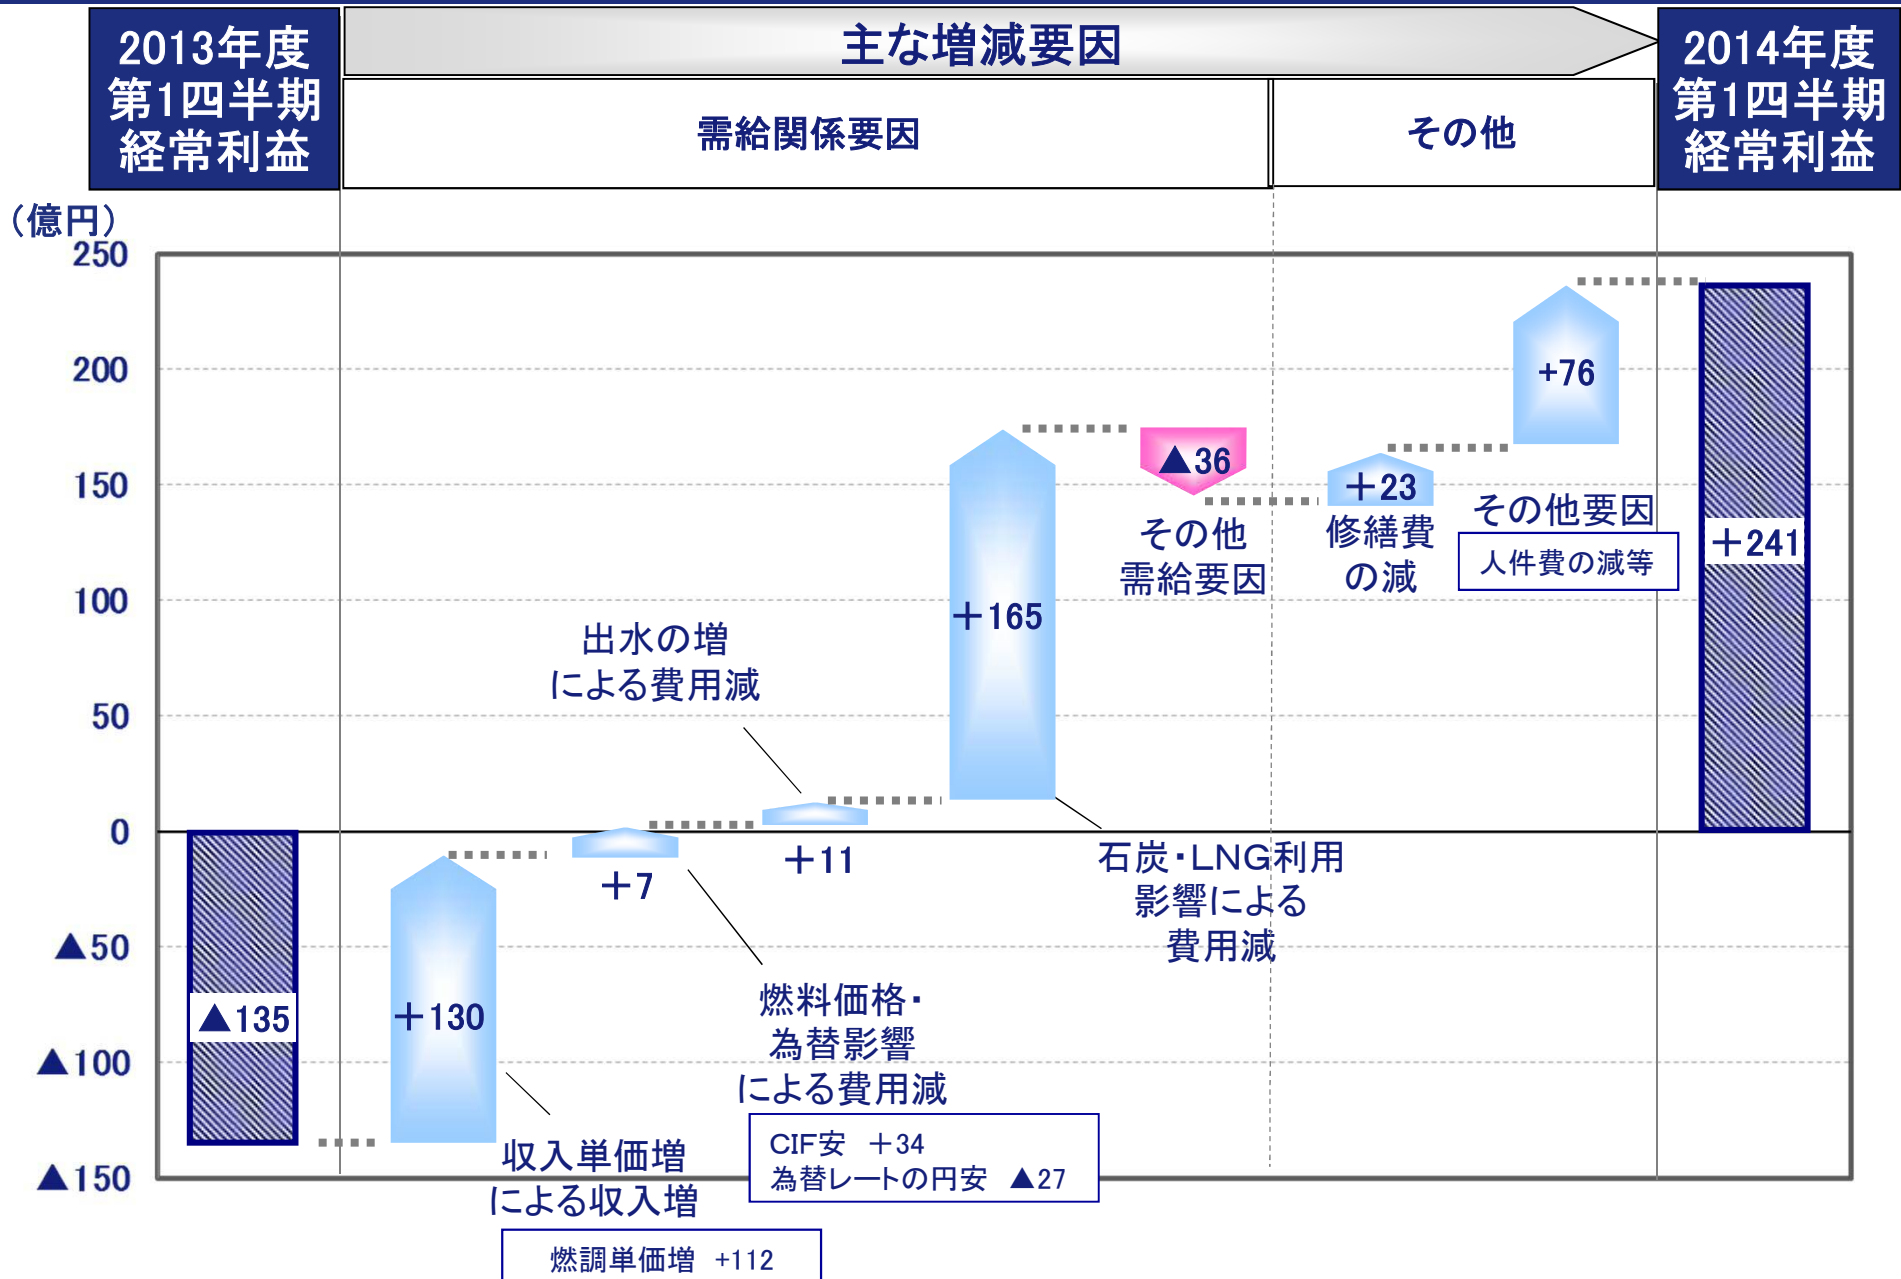 2013年度
第1四半期
経常利益
主な増減要因
2014年度
第1四半期
経常利益
需給関係要因
その他
（億円）
250
200
150
100
50
0
▲50
▲100
▲150
▲135
＋130
収入単価増
による収入増
燃調単価増 +112
＋7
燃料価格・
為替影響
による費用減
CIF安 ＋34
為替レートの円安 ▲27
出水の増
による費用減
＋11
＋165
石炭・LNG利用
影響による
費用減
▲36
その他
需給要因
＋23
修繕費
の減
+76
その他要因
人件費の減等
＋241